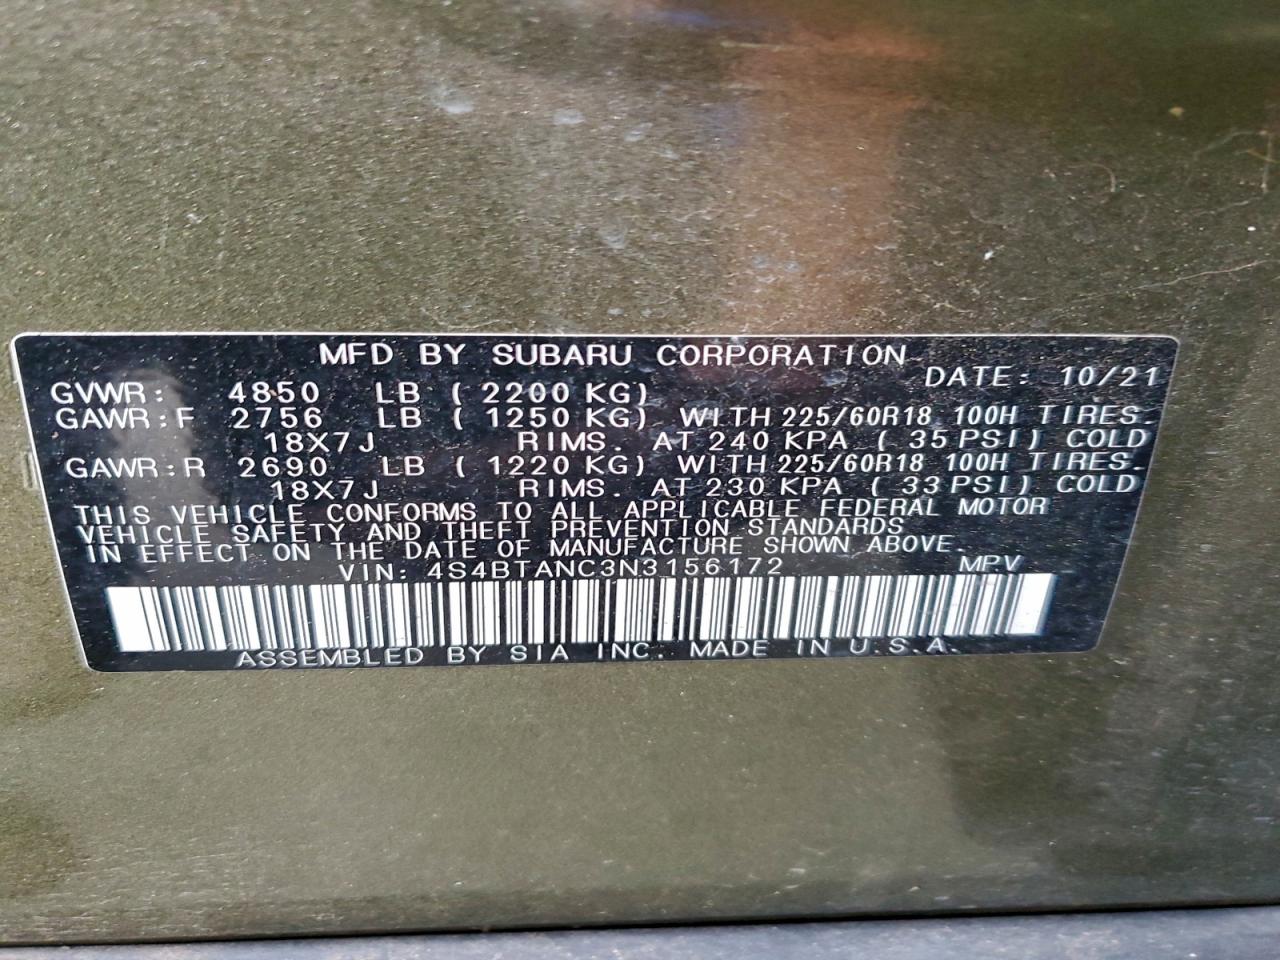 MFD BY SUBARU CORPORATION
DATE: 10/21
GVWR: 4850 LB ( 2200 KG)
GAWR:F 2756 LB ( 1250 KG) WITH 225/60R18 100H TIRES
18X7J RIMS. AT 240 KPA ( 35 PSI) COLD
GAWR:R 2690 LB ( 1220 KG) WITH 225/60R18 100H TIRES.
18X7J RIMS. AT 230 KPA ( 33 PSI) COLD
THIS VEHICLE CONFORMS TO ALL APPLICABLE FEDERAL MOTOR
VEHICLE SAFETY AND THEFT PREVENTION STANDARDS
IN EFFECT ON THE DATE OF MANUFACTURE SHOWN ABOVE.
VIN: 4S4BTANC3N3156172 MPV
ASSEMBLED BY SIA INC. MADE IN U.S.A.